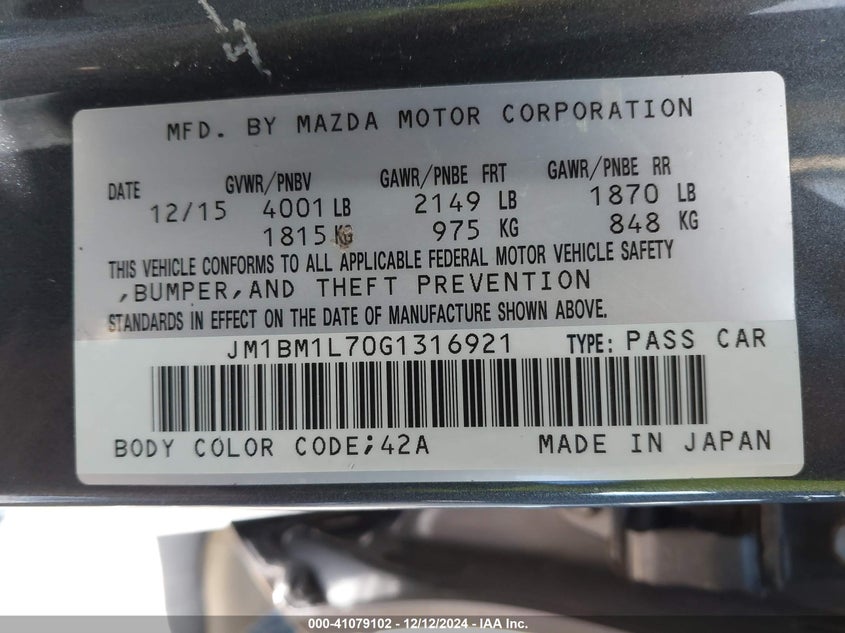 MFD. BY MAZDA MOTOR CORPORATION
DATE GVWR/PNBV GAWR/PNBE FRT GAWR/PNBE RR
12/15 4001 LB 2149 LB 1870 LB
1815 KG 975 KG 848 KG
THIS VEHICLE CONFORMS TO ALL APPLICABLE FEDERAL MOTOR VEHICLE SAFETY
,BUMPER,AND THEFT PREVENTION
STANDARDS IN EFFECT ON THE DATE OF MANUFACTURE SHOWN ABOVE.
JM1BM1L70G1316921 TYPE: PASS CAR
BODY COLOR CODE;42A MADE IN JAPAN
000-41079102 - 12/12/2024 - IAA Inc.